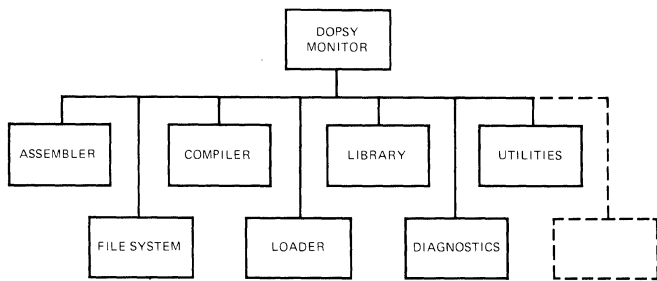 DOPSY
MONITOR
ASSEMBLER
COMPILER
LIBRARY
UTILITIES
FILE SYSTEM
LOADER
DIAGNOSTICS